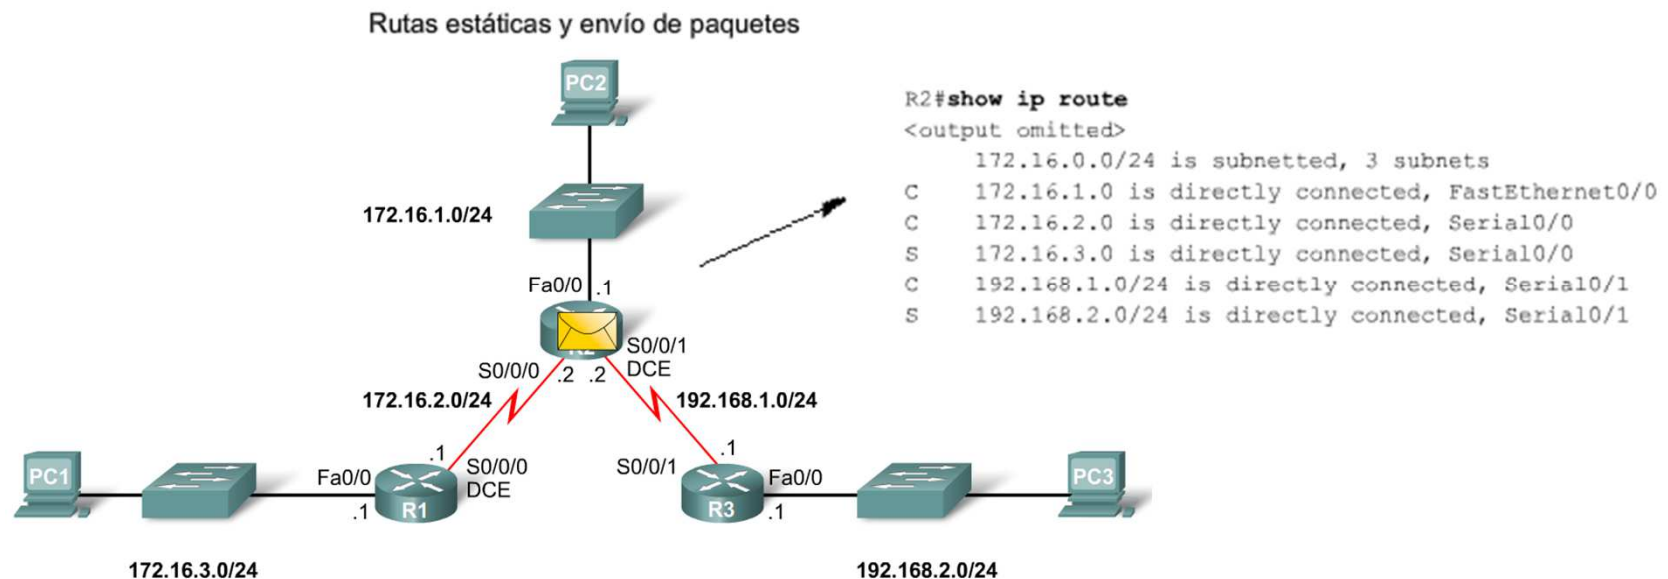 Rutas estáticas y envío de paquetes
PC2
R2#show ip route
<output omitted>
172.16.0.0/24 is subnetted, 3 subnets
C 172.16.1.0 is directly connected, FastEthernet0/0
C 172.16.2.0 is directly connected, Serial0/0
S 172.16.3.0 is directly connected, Serial0/0
C 192.168.1.0/24 is directly connected, Serial0/1
S 192.168.2.0/24 is directly connected, Serial0/1
172.16.1.0/24
Fa0/0 .1
S0/0/1
DCE
S0/0/0 .2 .2
172.16.2.0/24
192.168.1.0/24
PC1
Fa0/0
.1
.1
S0/0/0
DCE
R1
S0/0/1
.1
Fa0/0
.1
R3
PC3
172.16.3.0/24
192.168.2.0/24